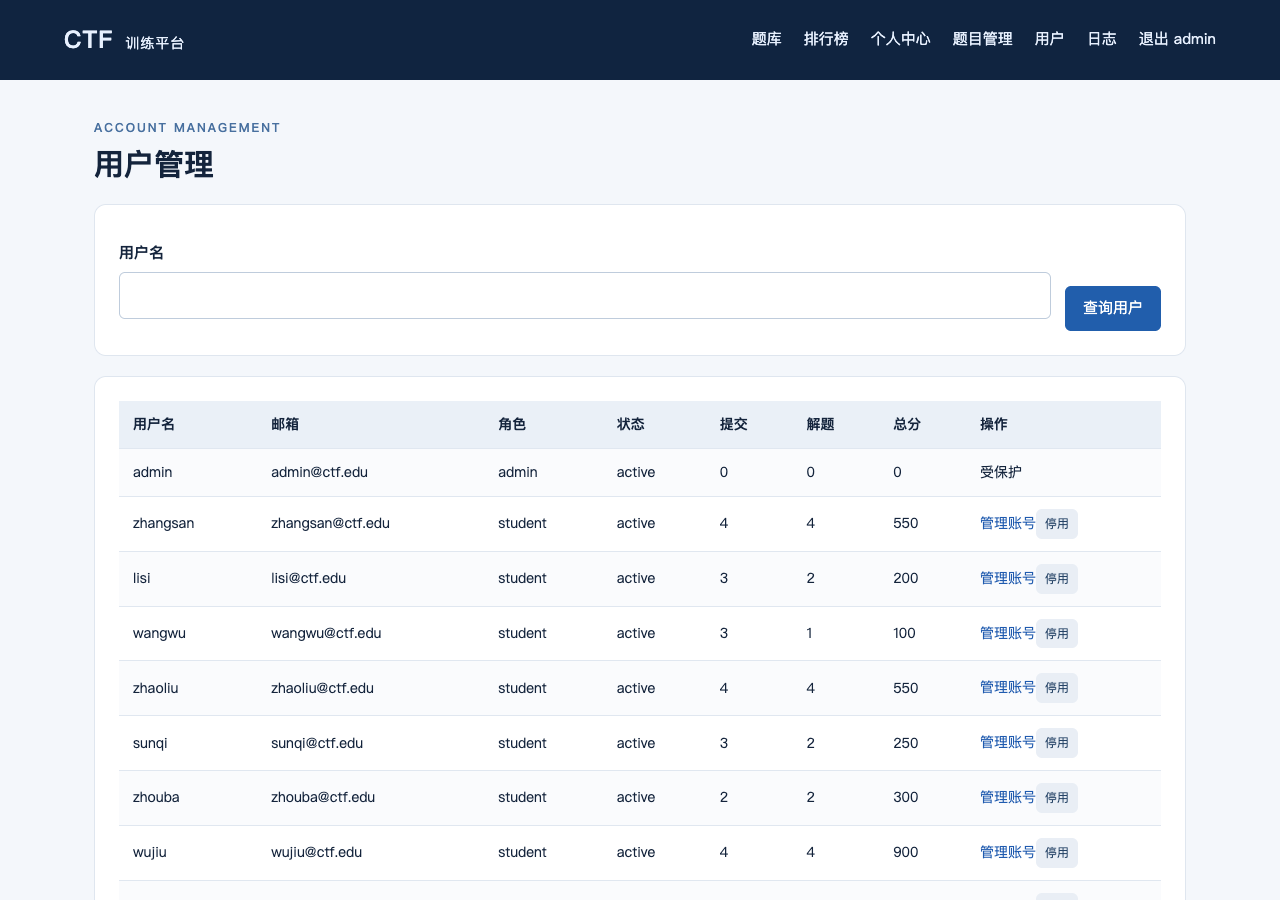 CTF 训练平台 题库 排行榜 个人中心 题目管理 用户 日志 退出 admin
ACCOUNT MANAGEMENT
用户管理
用户名
查询用户
用户名 邮箱 角色 状态 提交 解题 总分 操作
admin admin@ctf.edu admin active 0 0 0 受保护
zhangsan zhangsan@ctf.edu student active 4 4 550 管理账号 停用
lisi lisi@ctf.edu student active 3 2 200 管理账号 停用
wangwu wangwu@ctf.edu student active 3 1 100 管理账号 停用
zhaoliu zhaoliu@ctf.edu student active 4 4 550 管理账号 停用
sunqi sunqi@ctf.edu student active 3 2 250 管理账号 停用
zhouba zhouba@ctf.edu student active 2 2 300 管理账号 停用
wujiu wujiu@ctf.edu student active 4 4 900 管理账号 停用